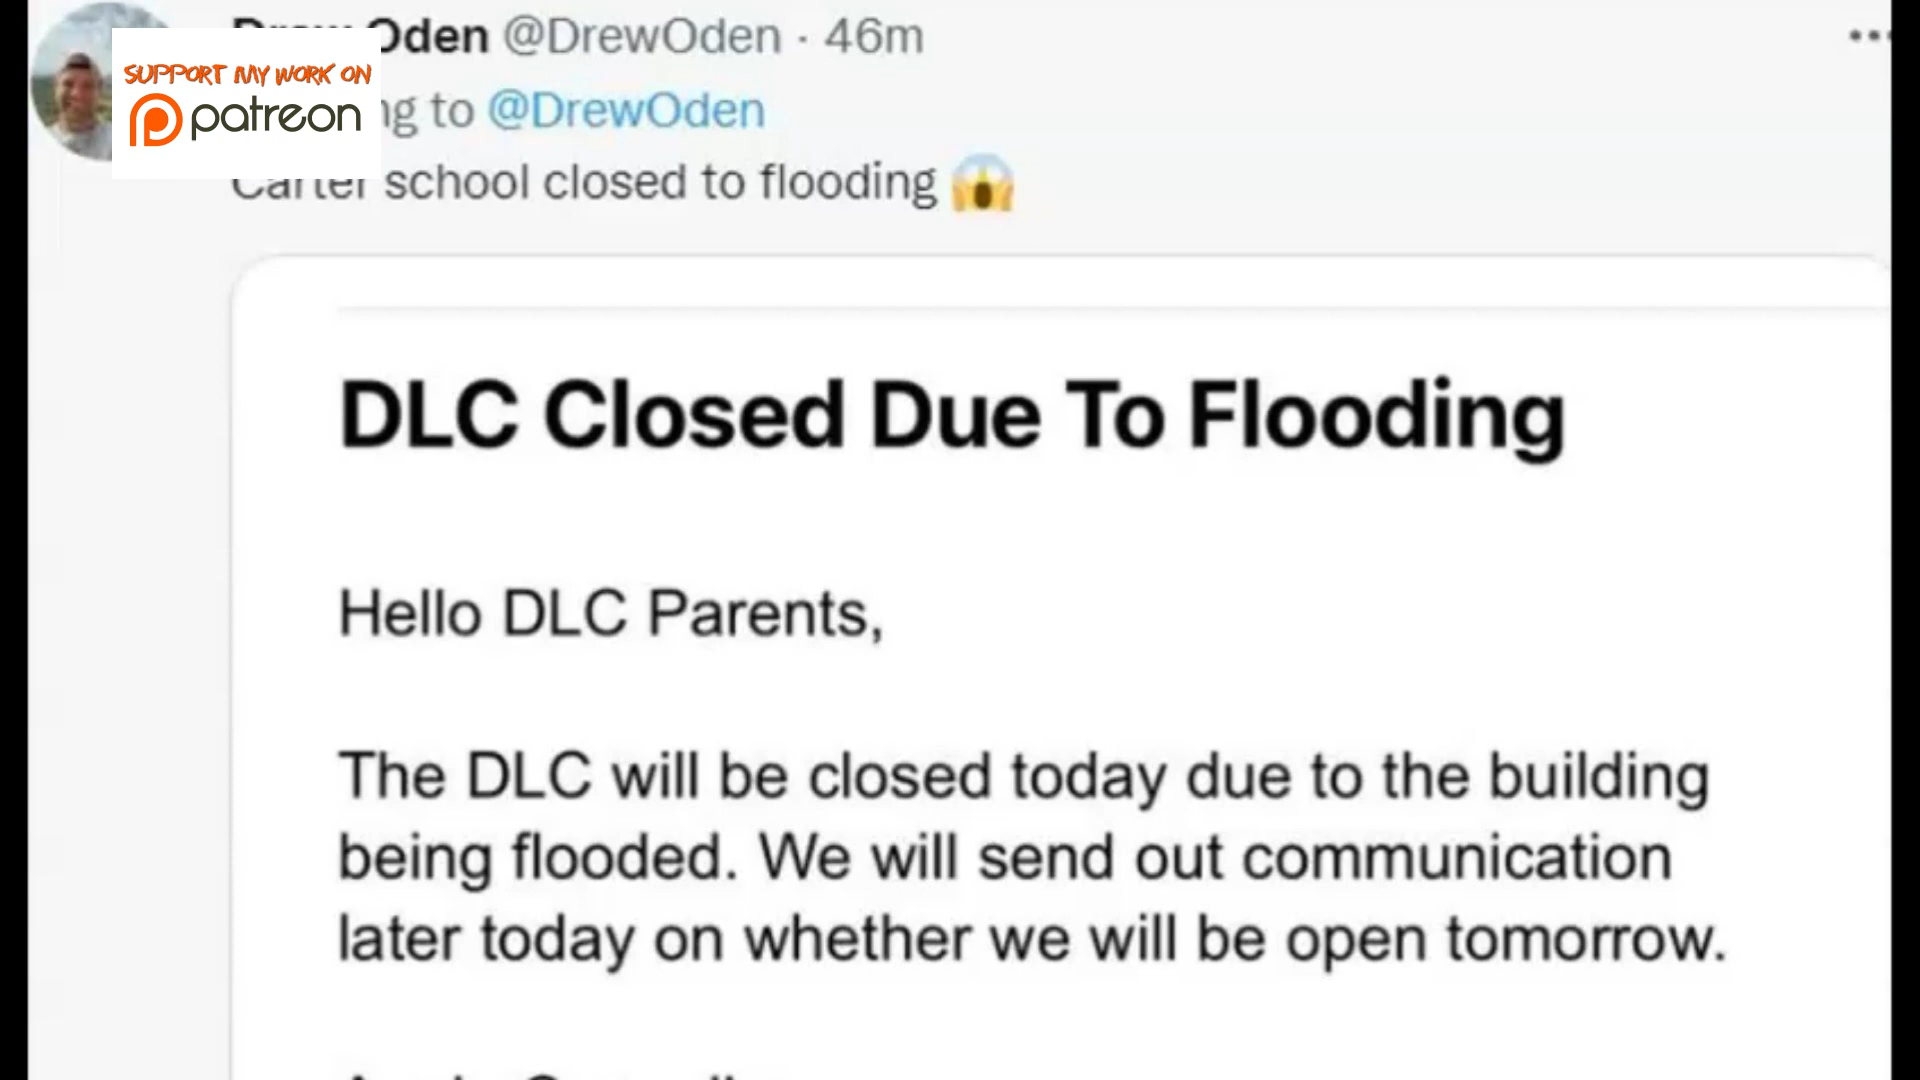 Oden @DrewOden · 46m
SUPPORT MY WORK ON
patreon
to @DrewOden
Carter school closed to flooding 😱
DLC Closed Due To Flooding
Hello DLC Parents,
The DLC will be closed today due to the building
being flooded. We will send out communication
later today on whether we will be open tomorrow.